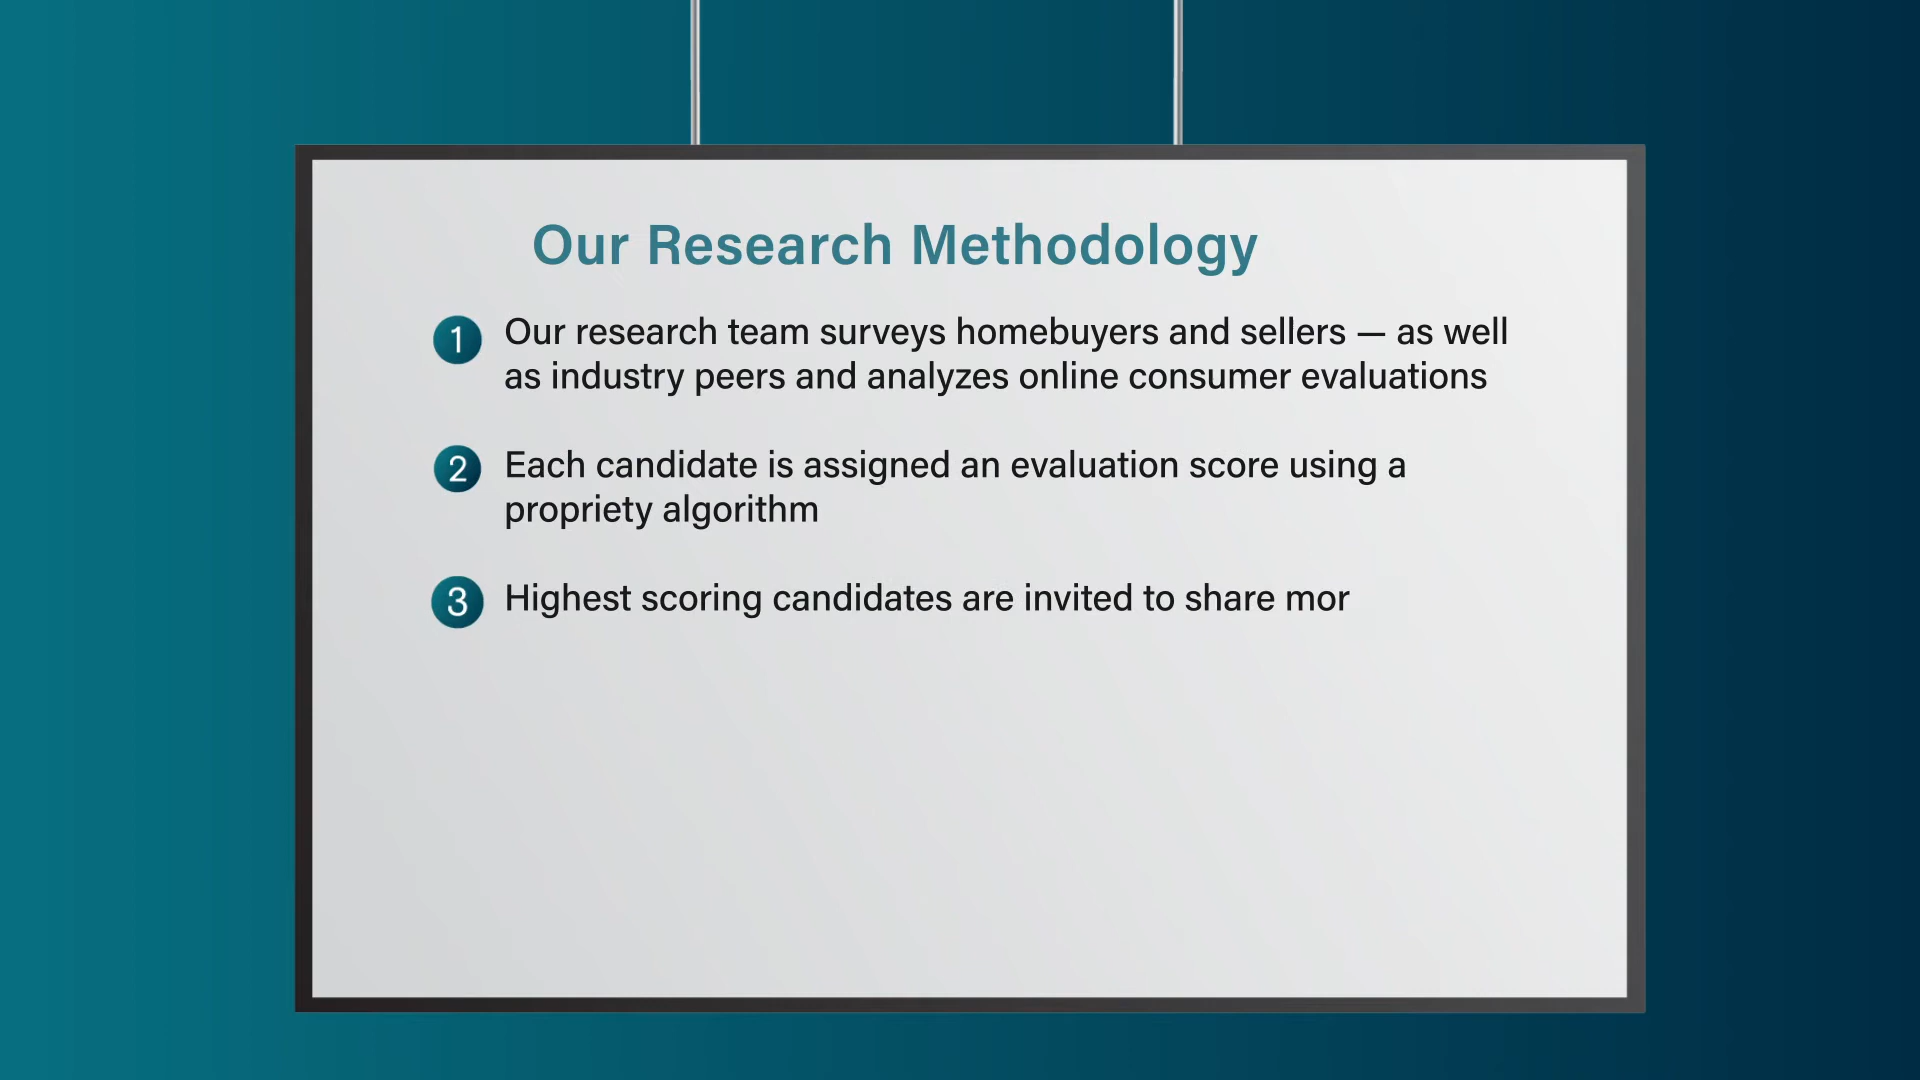 Our Research Methodology
1 Our research team surveys homebuyers and sellers — as well
as industry peers and analyzes online consumer evaluations
2 Each candidate is assigned an evaluation score using a
propriety algorithm
3 Highest scoring candidates are invited to share mor